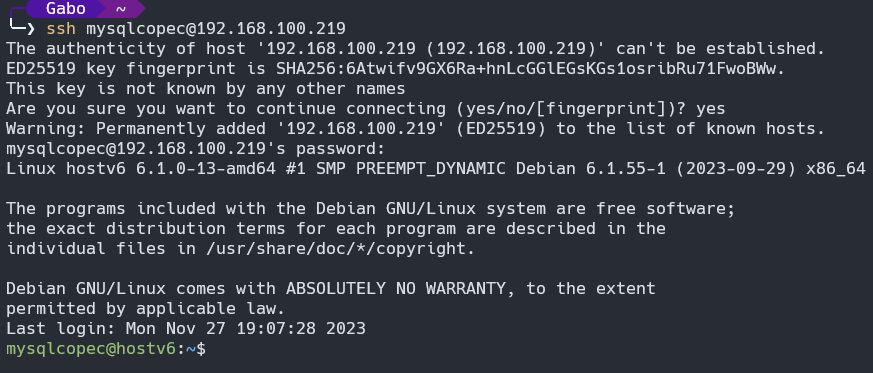 Gabo ~
❯ ssh mysqlcopec@192.168.100.219
The authenticity of host '192.168.100.219 (192.168.100.219)' can't be established.
ED25519 key fingerprint is SHA256:6Atwifv9GX6Ra+hnLcGGlEGsKGs1osribRu71FwoBWw.
This key is not known by any other names
Are you sure you want to continue connecting (yes/no/[fingerprint])? yes
Warning: Permanently added '192.168.100.219' (ED25519) to the list of known hosts.
mysqlcopec@192.168.100.219's password:
Linux hostv6 6.1.0-13-amd64 #1 SMP PREEMPT_DYNAMIC Debian 6.1.55-1 (2023-09-29) x86_64

The programs included with the Debian GNU/Linux system are free software;
the exact distribution terms for each program are described in the
individual files in /usr/share/doc/*/copyright.

Debian GNU/Linux comes with ABSOLUTELY NO WARRANTY, to the extent
permitted by applicable law.
Last login: Mon Nov 27 19:07:28 2023
mysqlcopec@hostv6:~$